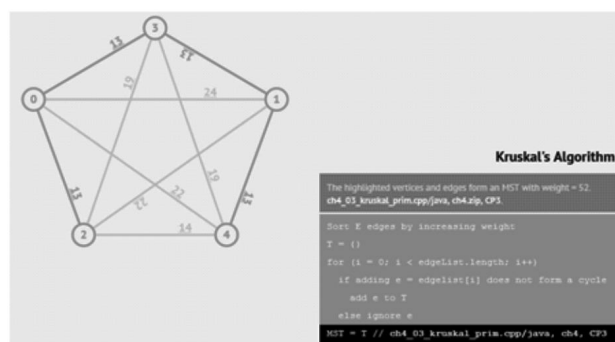 3
13
13
19
0
24
1
13
22
19
13
22
2
14
4
Kruskal's Algorithm
The highlighted vertices and edges form an MST with weight = 52.
ch4_03_kruskal_prim.cpp/java, ch4.zip, CP3.
Sort E edges by increasing weight
T = ()
for (i = 0; i < edgeList.length; i++)
if adding e = edgelist[i] does not form a cycle
add e to T
else ignore e
MST = T // ch4_03_kruskal_prim.cpp/java, ch4, CP3